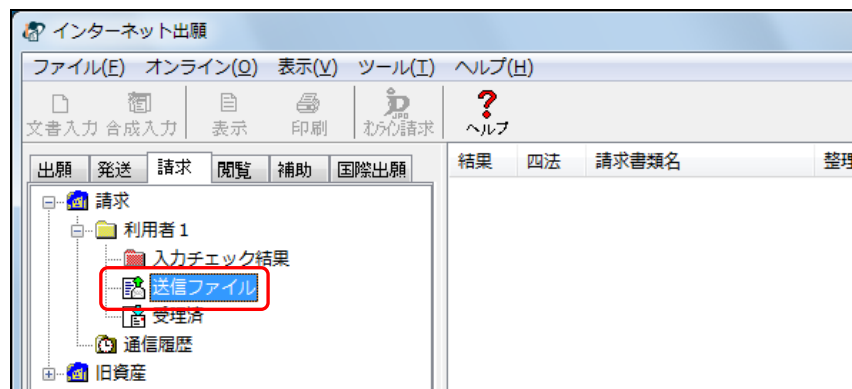 インターネット出願
ファイル(F) オンライン(O) 表示(V) ツール(T) ヘルプ(H)
文書入力 合成入力 表示 印刷 オンライン請求 ヘルプ
出願 発送 請求 閲覧 補助 国際出願
結果 四法 請求書類名 整理
請求
利用者1
入力チェック結果
送信ファイル
受理済
通信履歴
旧資産